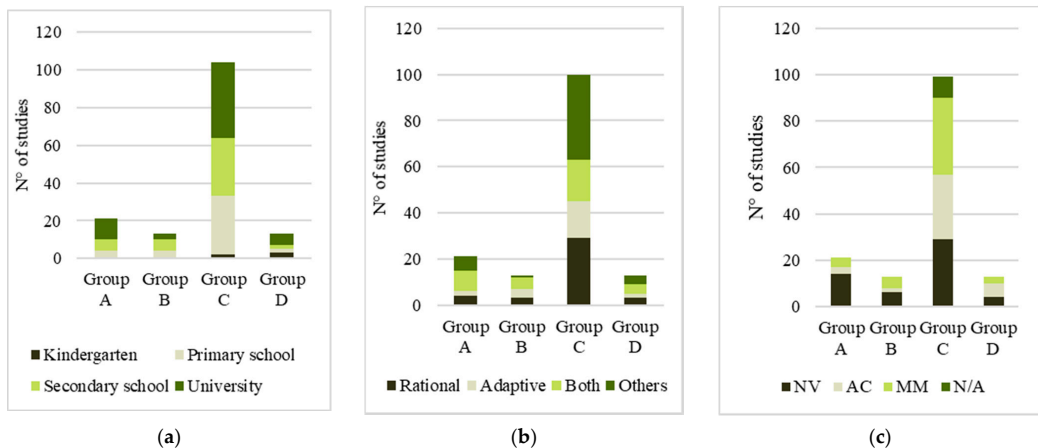 120
100
80
60
40
20
0
N° of studies
Group A
Group B
Group C
Group D
Kindergarten
Primary school
Secondary school
University
(a)
120
100
80
60
40
20
0
N° of studies
Group A
Group B
Group C
Group D
Rational
Adaptive
Both
Others
(b)
120
100
80
60
40
20
0
N° of studies
Group A
Group B
Group C
Group D
NV
AC
MM
N/A
(c)